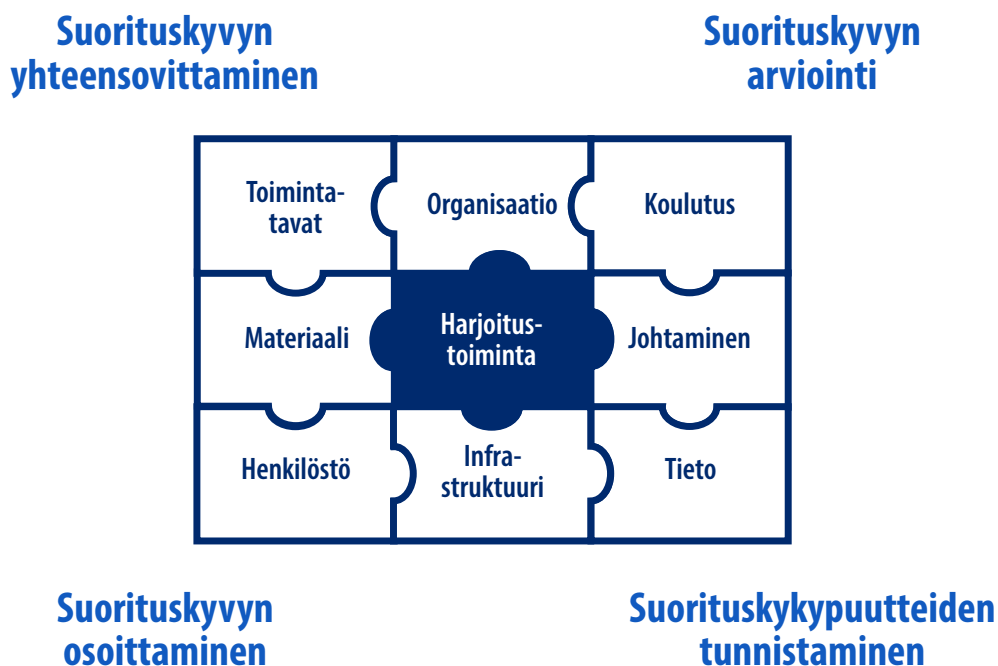 Suorituskyvyn
yhteensovittaminen
Suorituskyvyn
arviointi
Toiminta-
tavat
Organisaatio
Koulutus
Materiaali
Harjoitus-
toiminta
Johtaminen
Henkilöstö
Infra-
struktuuri
Tieto
Suorituskyvyn
osoittaminen
Suorituskykypuutteiden
tunnistaminen